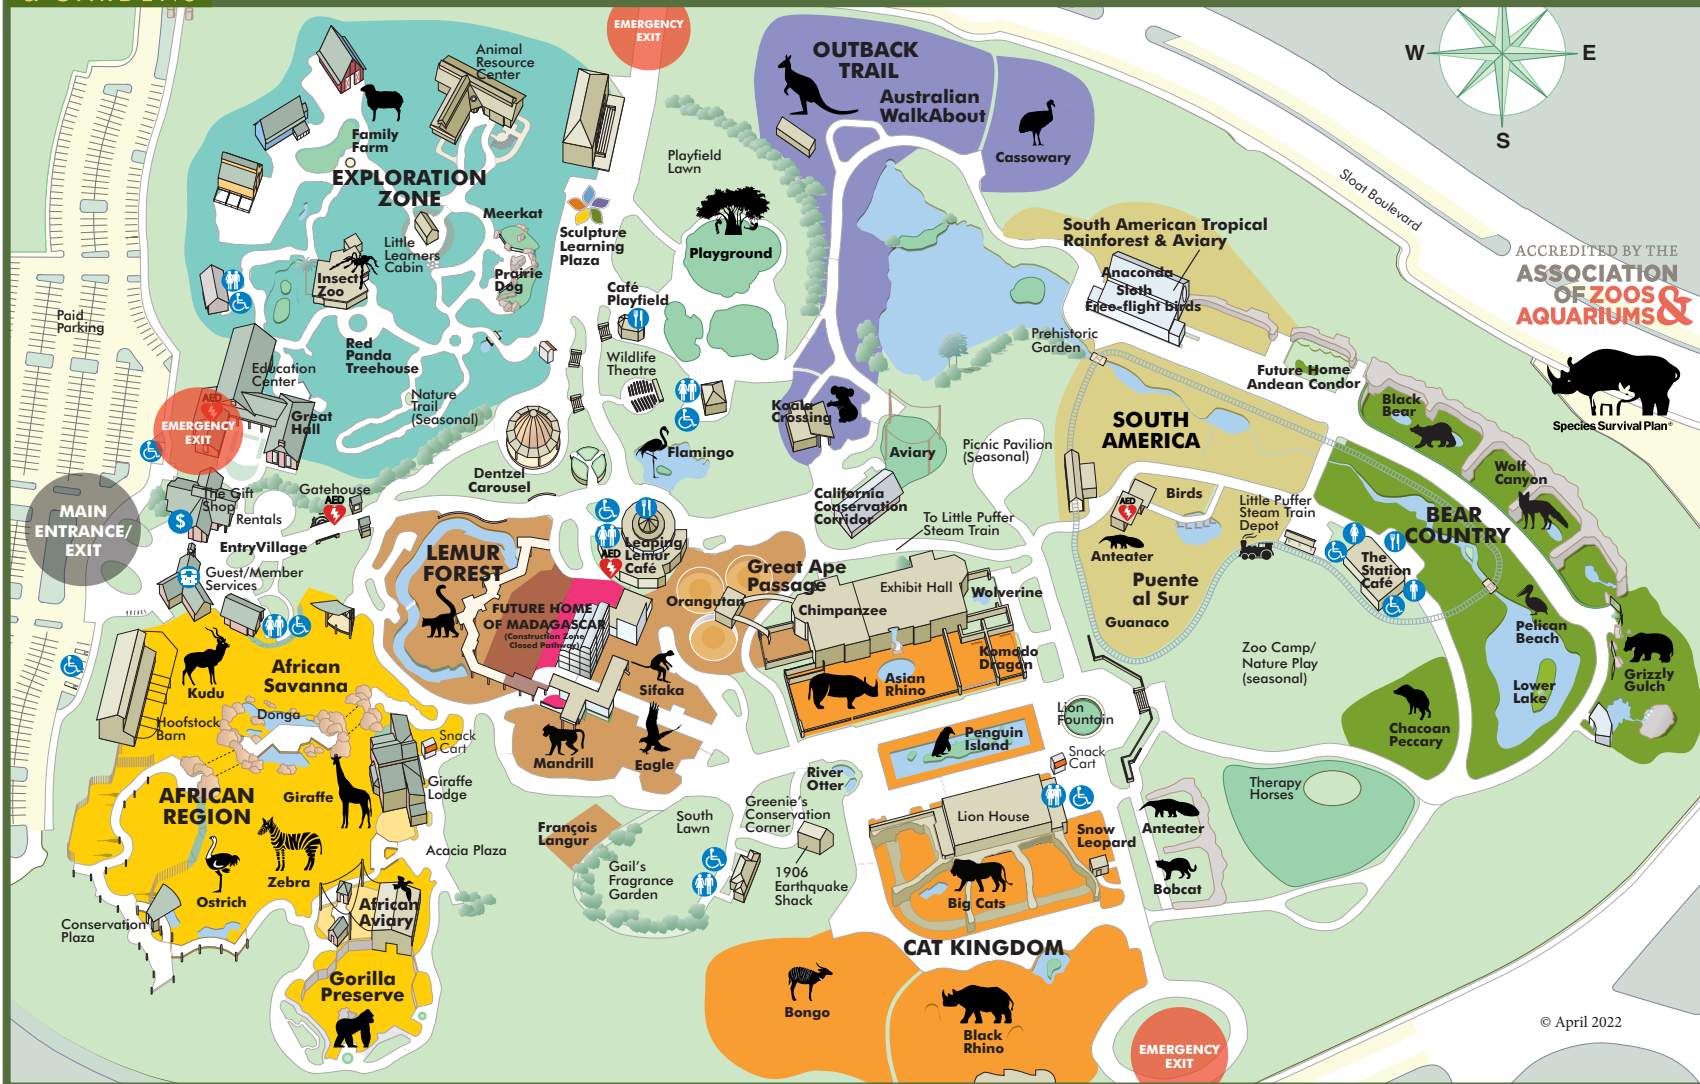 & GARDENS
EMERGENCY
EXIT
OUTBACK
TRAIL
Australian
WalkAbout
Cassowary
W
E
S
Sloat Boulevard
Animal
Resource
Center
Family
Farm
EXPLORATION
ZONE
Meerkat
Little
Learners
Cabin
Insect
Zoo
Prairie
Dog
Sculpture
Learning
Plaza
Playfield
Lawn
Playground
Café
Playfield
Wildlife
Theatre
Red
Panda
Treehouse
Nature
Trail
(Seasonal)
Education
Center
Great
Hall
Paid
Parking
AED
EMERGENCY
EXIT
MAIN
ENTRANCE/
EXIT
The Gift
Shop
$
Rentals
Gatehouse
AED
EntryVillage
Guest/Member
Services
Dentzel
Carousel
Flamingo
Koala
Crossing
Aviary
Picnic Pavilion
(Seasonal)
California
Conservation
Corridor
To Little Puffer
Steam Train
South American Tropical
Rainforest & Aviary
Anaconda
Sloth
Free-flight birds
Prehistoric
Garden
Future Home
Andean Condor
ACCREDITED BY THE
ASSOCIATION
OF ZOOS
& AQUARIUMS
Species Survival Plan®
Black
Bear
Wolf
Canyon
SOUTH
AMERICA
BEAR
COUNTRY
AED
Birds
Anteater
Puente
al Sur
Guanaco
Little Puffer
Steam Train
Depot
The
Station
Café
Pelican
Beach
Lower
Lake
Grizzly
Gulch
Zoo Camp/
Nature Play
(seasonal)
Chacoan
Peccary
LEMUR
FOREST
AED
Leaping
Lemur
Café
FUTURE HOME
OF MADAGASCAR
(Construction Zone
Closed Pathway)
Orangutan
Great Ape
Passage
Chimpanzee
Exhibit Hall
Wolverine
Komodo
Dragon
Asian
Rhino
Sifaka
Mandrill
Eagle
Kudu
African
Savanna
Hoofstock
Barn
Donga
Snack
Cart
Giraffe
Lodge
Giraffe
AFRICAN
REGION
Zebra
Ostrich
Acacia Plaza
Conservation
Plaza
African
Aviary
Gorilla
Preserve
François
Langur
Gail's
Fragrance
Garden
South
Lawn
Greenie's
Conservation
Corner
1906
Earthquake
Shack
River
Otter
Penguin
Island
Lion
Fountain
Snack
Cart
Lion House
Snow
Leopard
Big Cats
CAT KINGDOM
Anteater
Bobcat
Therapy
Horses
Bongo
Black
Rhino
EMERGENCY
EXIT
© April 2022